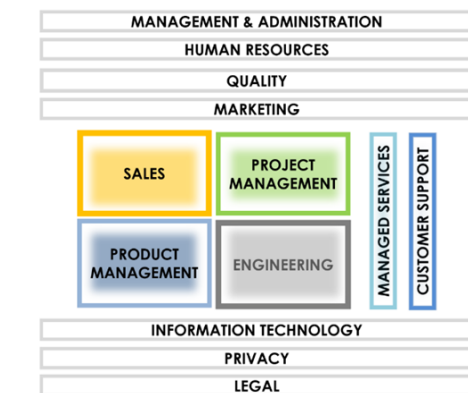 MANAGEMENT & ADMINISTRATION
HUMAN RESOURCES
QUALITY
MARKETING
SALES
PROJECT
MANAGEMENT
PRODUCT
MANAGEMENT
ENGINEERING
MANAGED SERVICES
CUSTOMER SUPPORT
INFORMATION TECHNOLOGY
PRIVACY
LEGAL